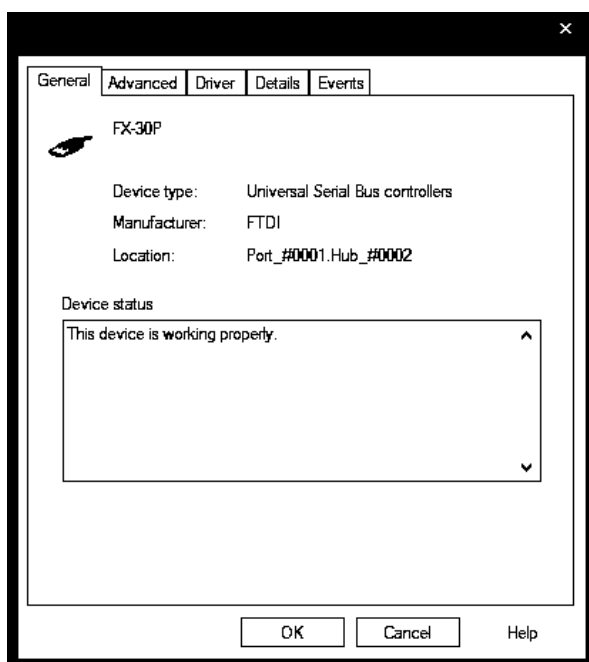 General Advanced Driver Details Events
FX-30P
Device type: Universal Serial Bus controllers
Manufacturer: FTDI
Location: Port_#0001.Hub_#0002
Device status
This device is working properly.
OK Cancel Help